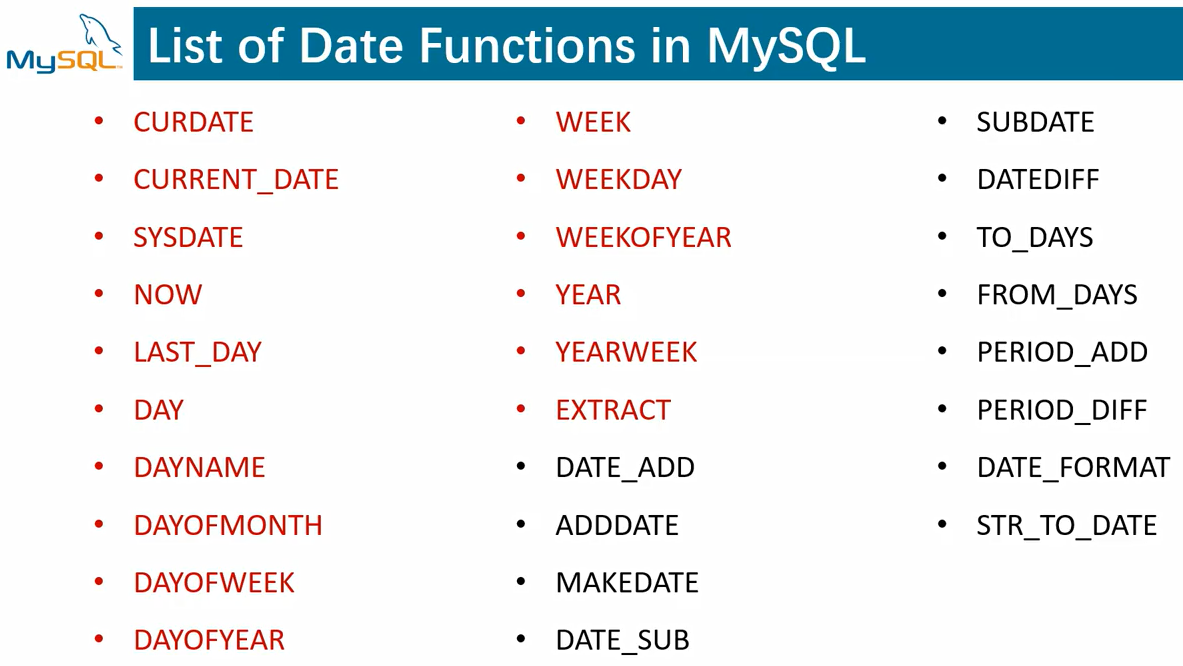 MySQL™
List of Date Functions in MySQL
• CURDATE
• CURRENT_DATE
• SYSDATE
• NOW
• LAST_DAY
• DAY
• DAYNAME
• DAYOFMONTH
• DAYOFWEEK
• DAYOFYEAR
• WEEK
• WEEKDAY
• WEEKOFYEAR
• YEAR
• YEARWEEK
• EXTRACT
• DATE_ADD
• ADDDATE
• MAKEDATE
• DATE_SUB
• SUBDATE
• DATEDIFF
• TO_DAYS
• FROM_DAYS
• PERIOD_ADD
• PERIOD_DIFF
• DATE_FORMAT
• STR_TO_DATE